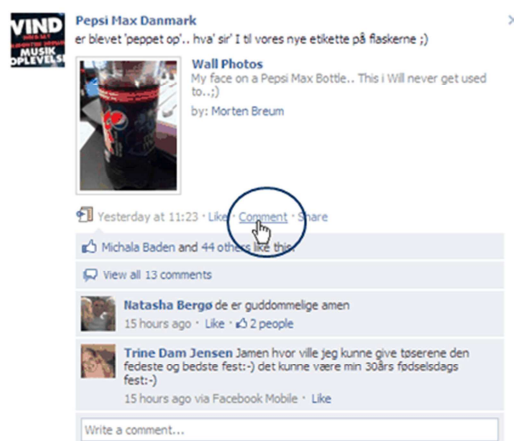 VIND
MUSIK
OPLEVELSE
Pepsi Max Danmark
er blevet 'peppet op'.. hva' sir' I til vores nye etikette på flaskerne ;)
Wall Photos
My face on a Pepsi Max Bottle.. This i Will never get used
to..;)
by: Morten Breum
Yesterday at 11:23 · Like · Comment · Share
Michala Baden and 44 others like this.
View all 13 comments
Natasha Bergø de er guddommelige amen
15 hours ago · Like · 2 people
Trine Dam Jensen Jamen hvor ville jeg kunne give tøserene den
fedeste og bedste fest:-) det kunne være min 30års fødselsdags
fest:-)
15 hours ago via Facebook Mobile · Like
Write a comment...